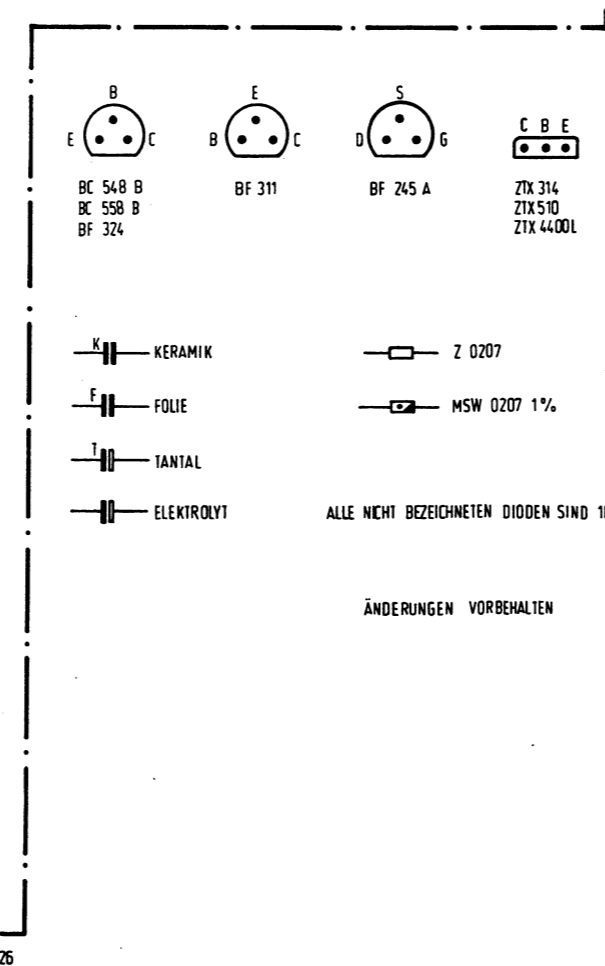 B
E C
BC 548 B
BC 558 B
BF 324
E
B C
BF 311
S
D G
BF 245 A
C B E
ZTX 314
ZTX 510
ZTX 4400L
K KERAMIK
F FOLIE
T TANTAL
ELEKTROLYT
Z 0207
MSW 0207 1%
ALLE NICHT BEZEICHNETEN DIODEN SIND
ÄNDERUNGEN VORBEHALTEN
26